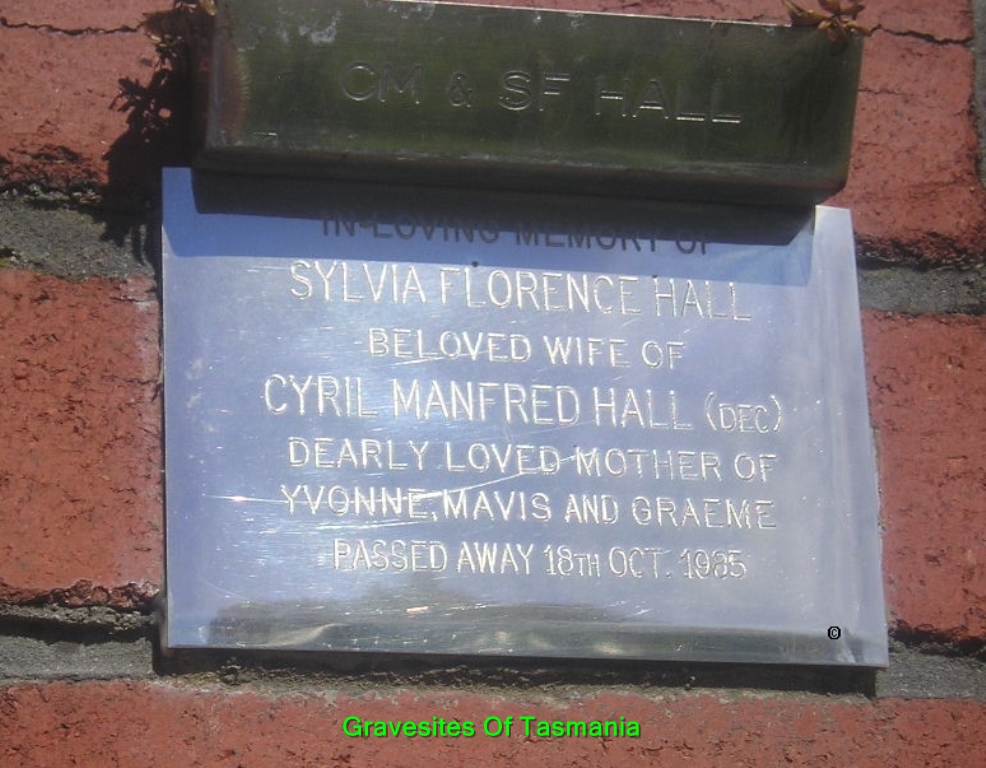 CM & SF HALL
IN LOVING MEMORY OF
SYLVIA FLORENCE HALL
BELOVED WIFE OF
CYRIL MANFRED HALL (DEC)
DEARLY LOVED MOTHER OF
YVONNE, MAVIS AND GRAEME
PASSED AWAY 18TH OCT. 1985
©
Gravesites Of Tasmania